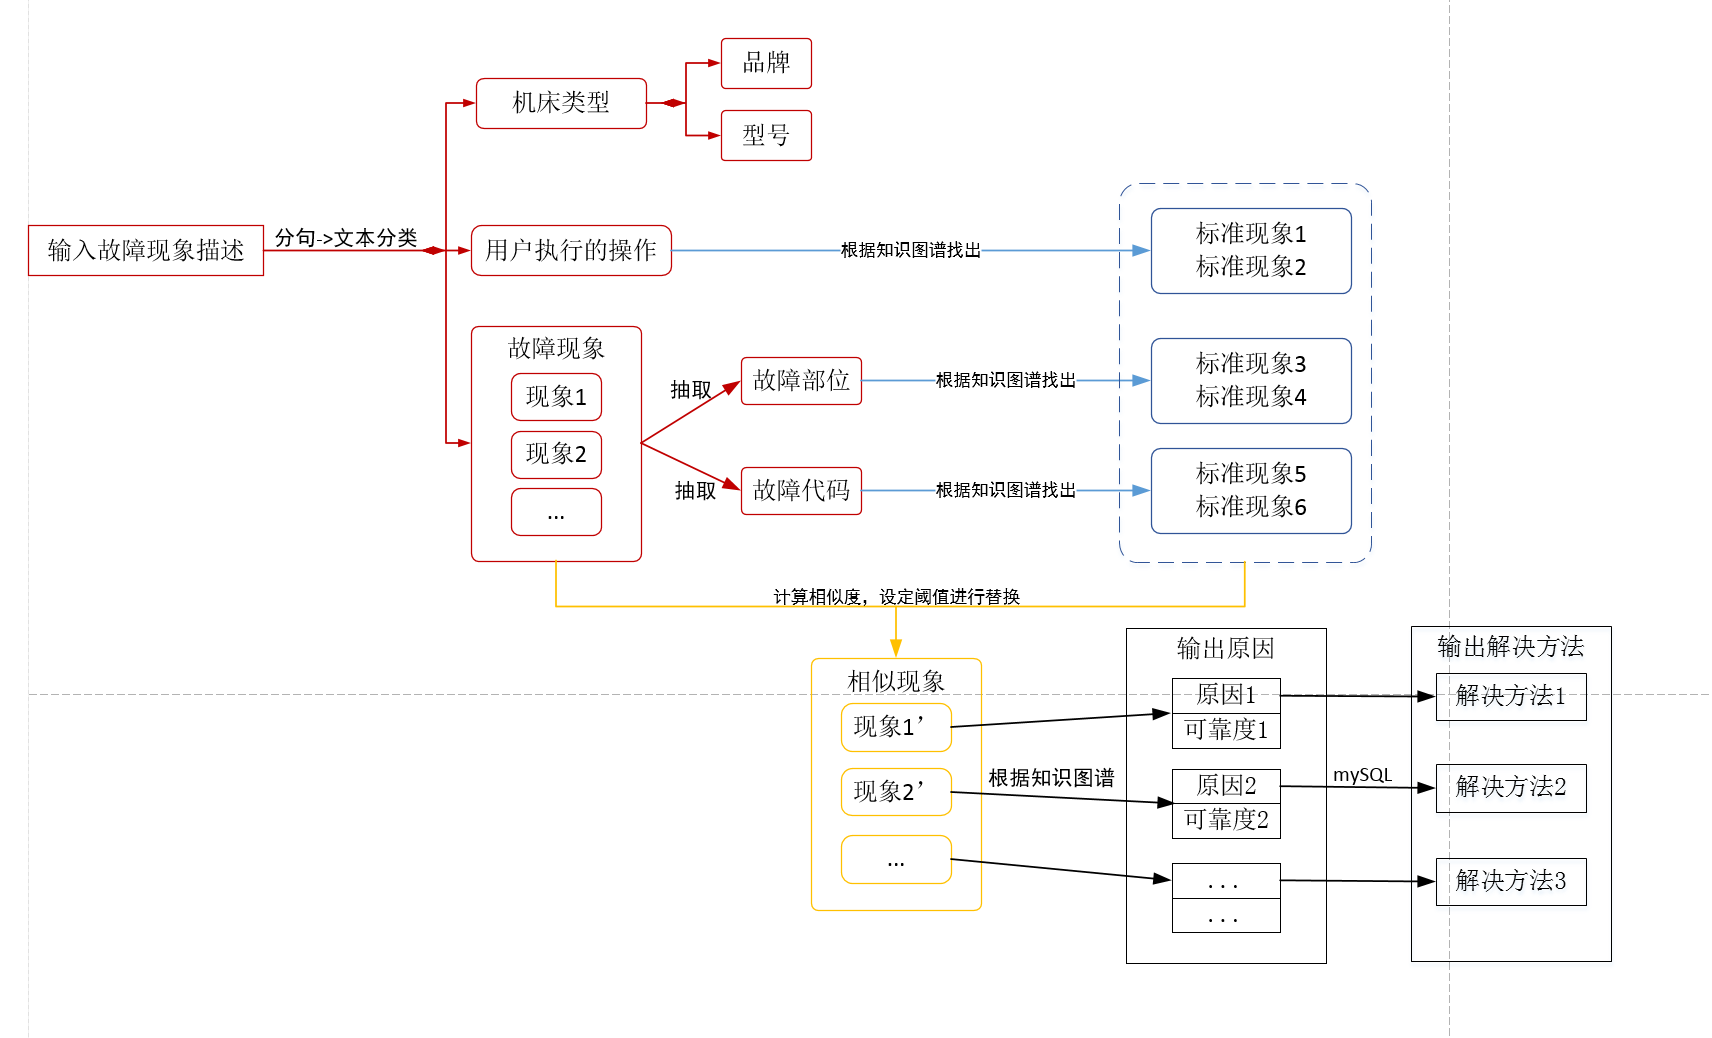 品牌
机床类型
型号
输入故障现象描述
分句->文本分类
用户执行的操作
根据知识图谱找出
标准现象1
标准现象2
故障现象
现象1
现象2
...
抽取
故障部位
根据知识图谱找出
标准现象3
标准现象4
抽取
故障代码
根据知识图谱找出
标准现象5
标准现象6
计算相似度，设定阈值进行替换
相似现象
现象1’
现象2’
...
根据知识图谱
输出原因
原因1
可靠度1
原因2
可靠度2
...
...
mySQL
输出解决方法
解决方法1
解决方法2
解决方法3